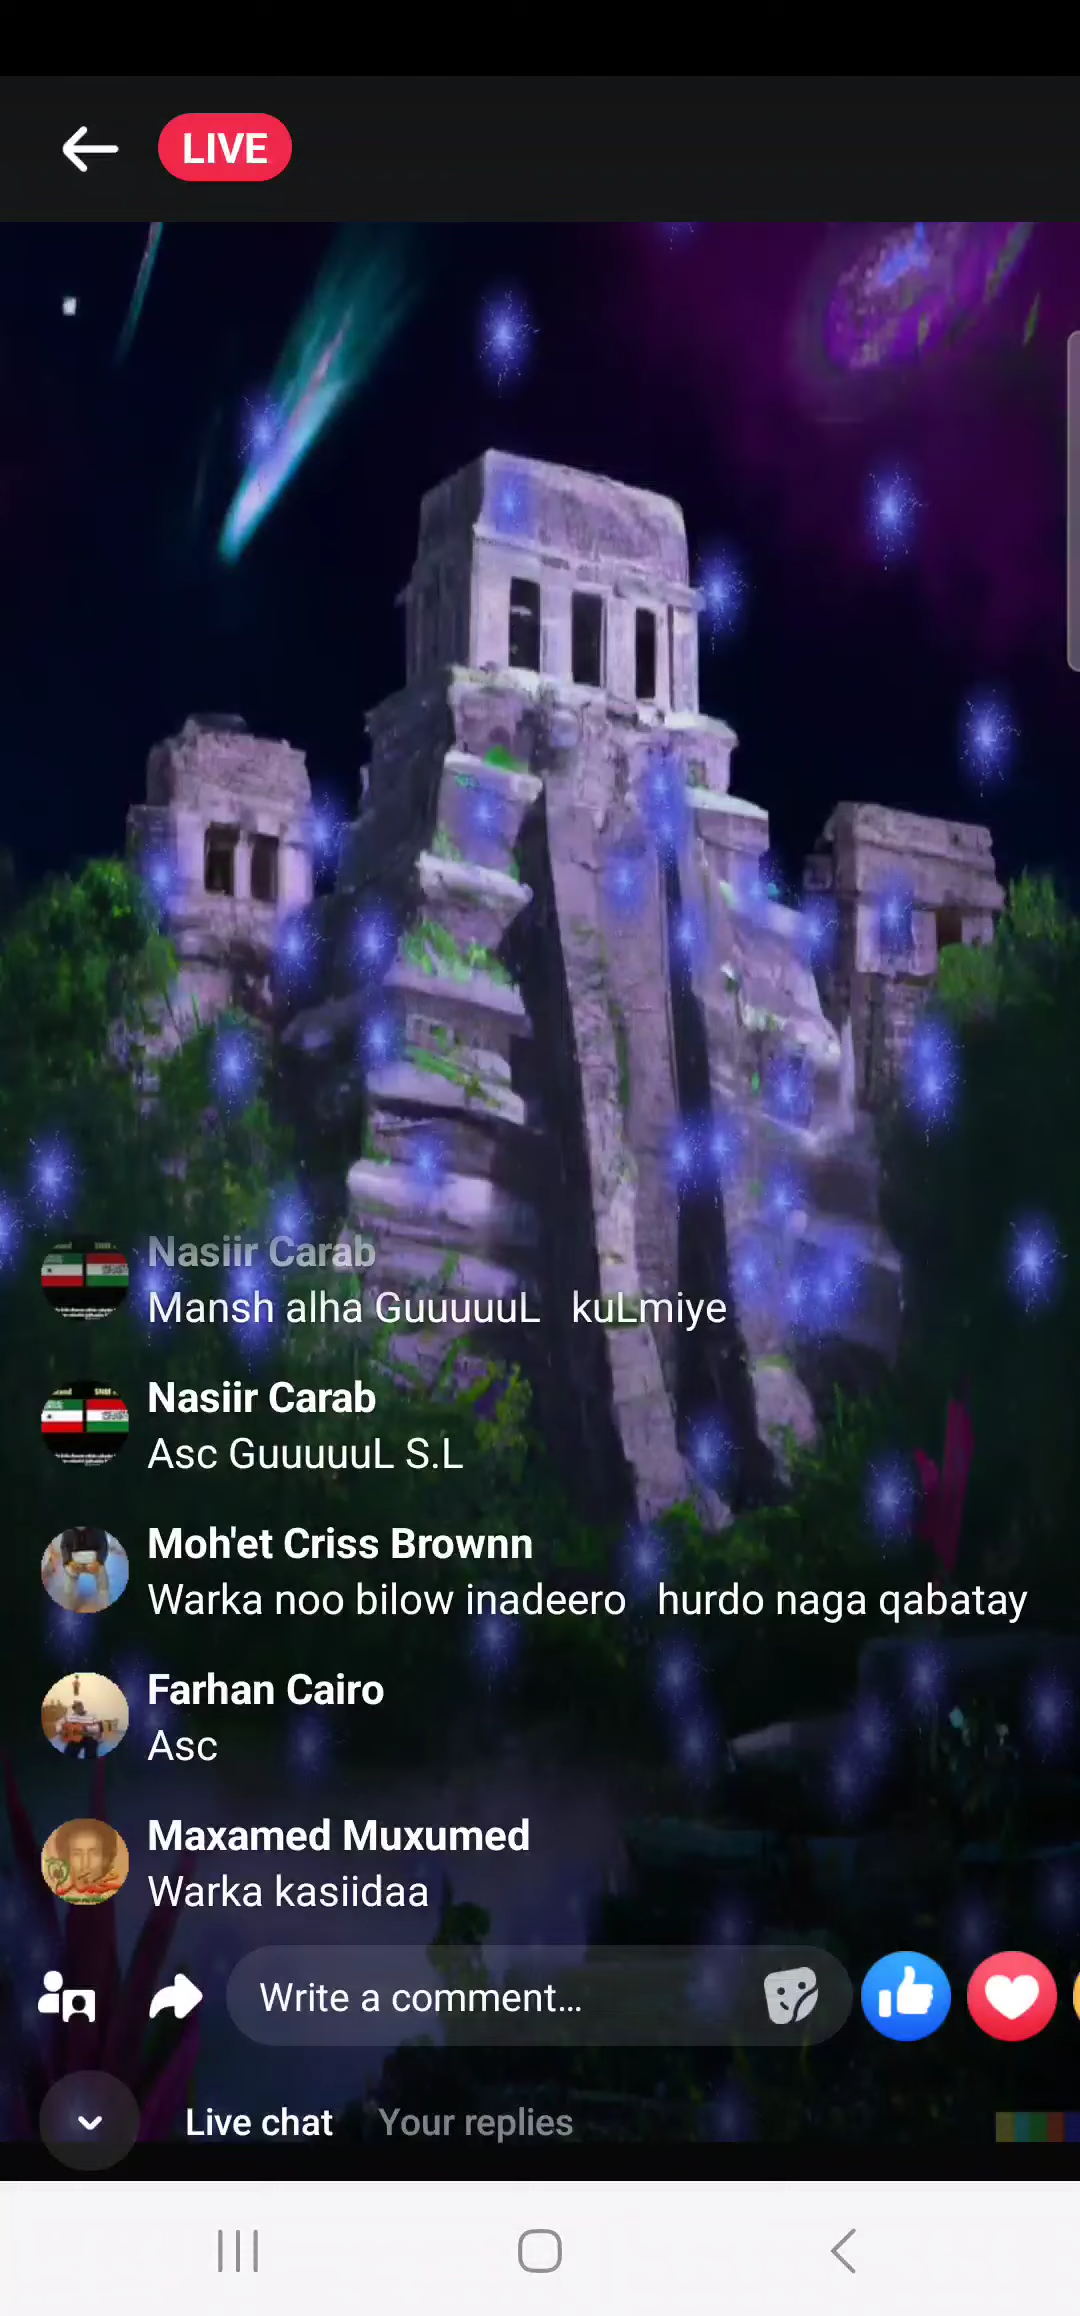 LIVE
Nasiir Carab
Mansh alha GuuuuuL kuLmiye
Nasiir Carab
Asc GuuuuuL S.L
Moh'et Criss Brownn
Warka noo bilow inadeero hurdo naga qabatay
Farhan Cairo
Asc
Maxamed Muxumed
Warka kasiidaa
Write a comment...
Live chat Your replies